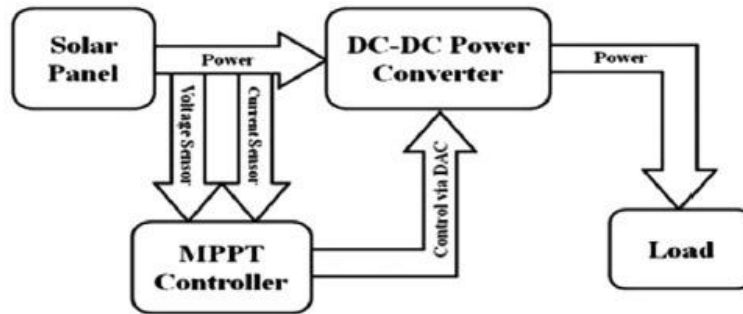 Solar
Panel
Power
DC-DC Power
Converter
Power
Voltage Sensor
Current Sensor
Control via DAC
MPPT
Controller
Load